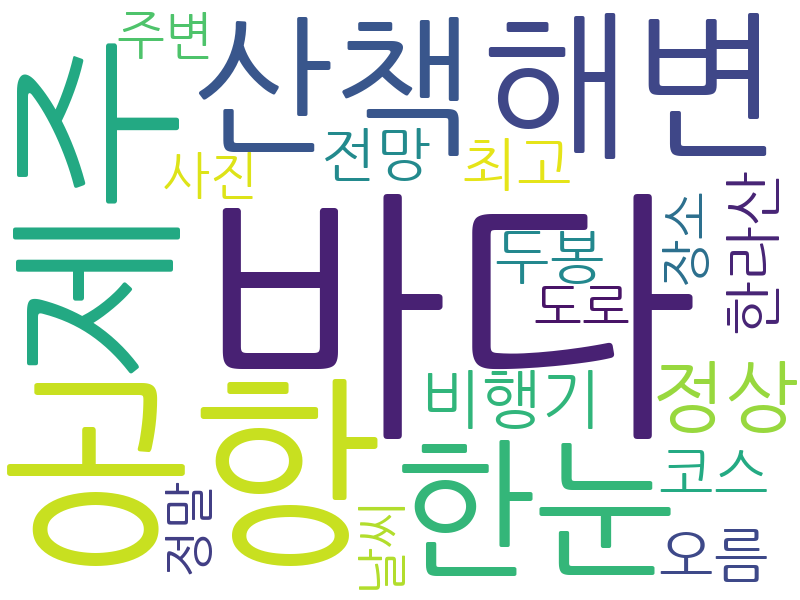 주변
산책
해변
제주
사진
전망
최고
바다
두봉
도로
장소
한라산
공항
비행기
정상
한눈
코스
정말
날씨
오름